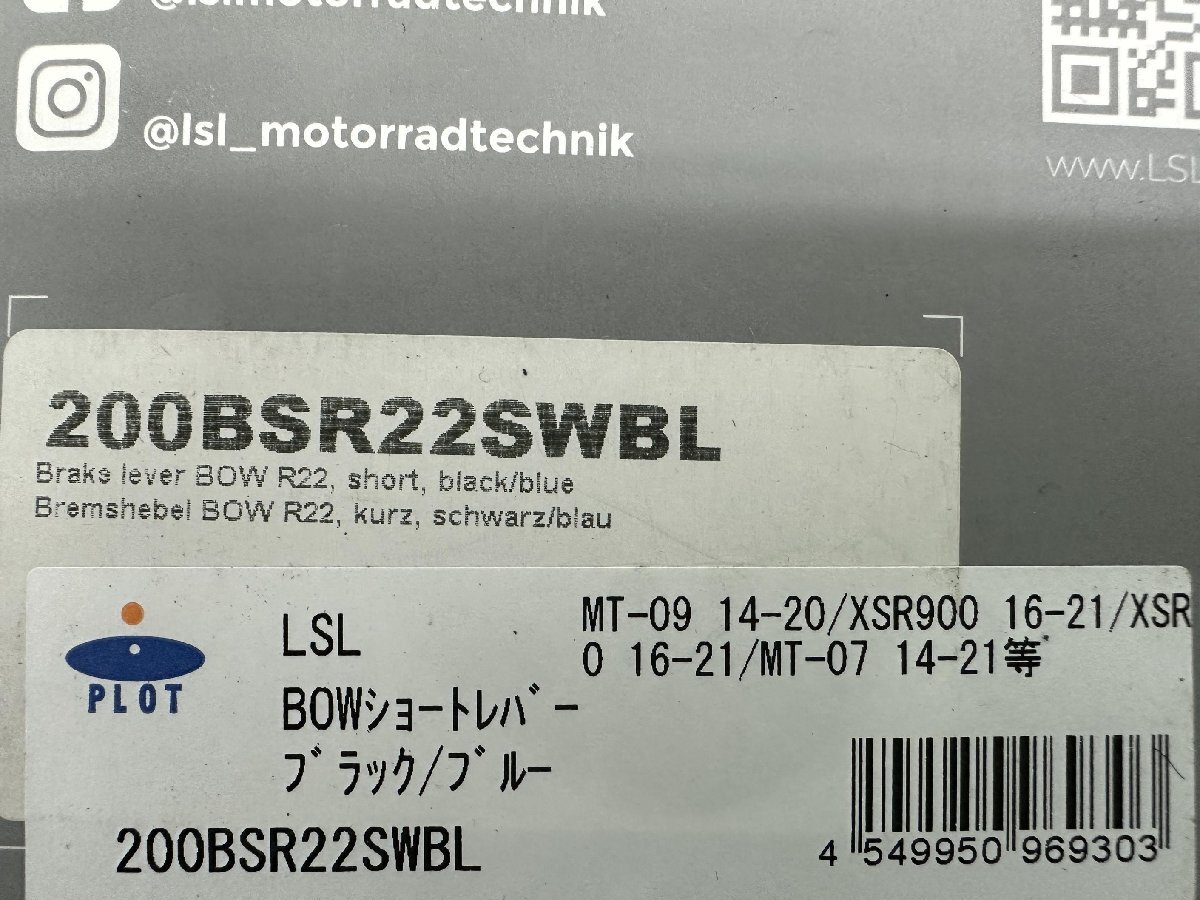 @lslmotorradtechnik
@lsl_motorradtechnik
www.LSL
200BSR22SWBL
Brake lever BOW R22, short, black/blue
Bremshebel BOW R22, kurz, schwarz/blau
PLOT
LSL
BOWショートレバー
ブラック/ブルー
200BSR22SWBL
MT-09 14-20/XSR900 16-21/XSR
0 16-21/MT-07 14-21等
4 549950 969303